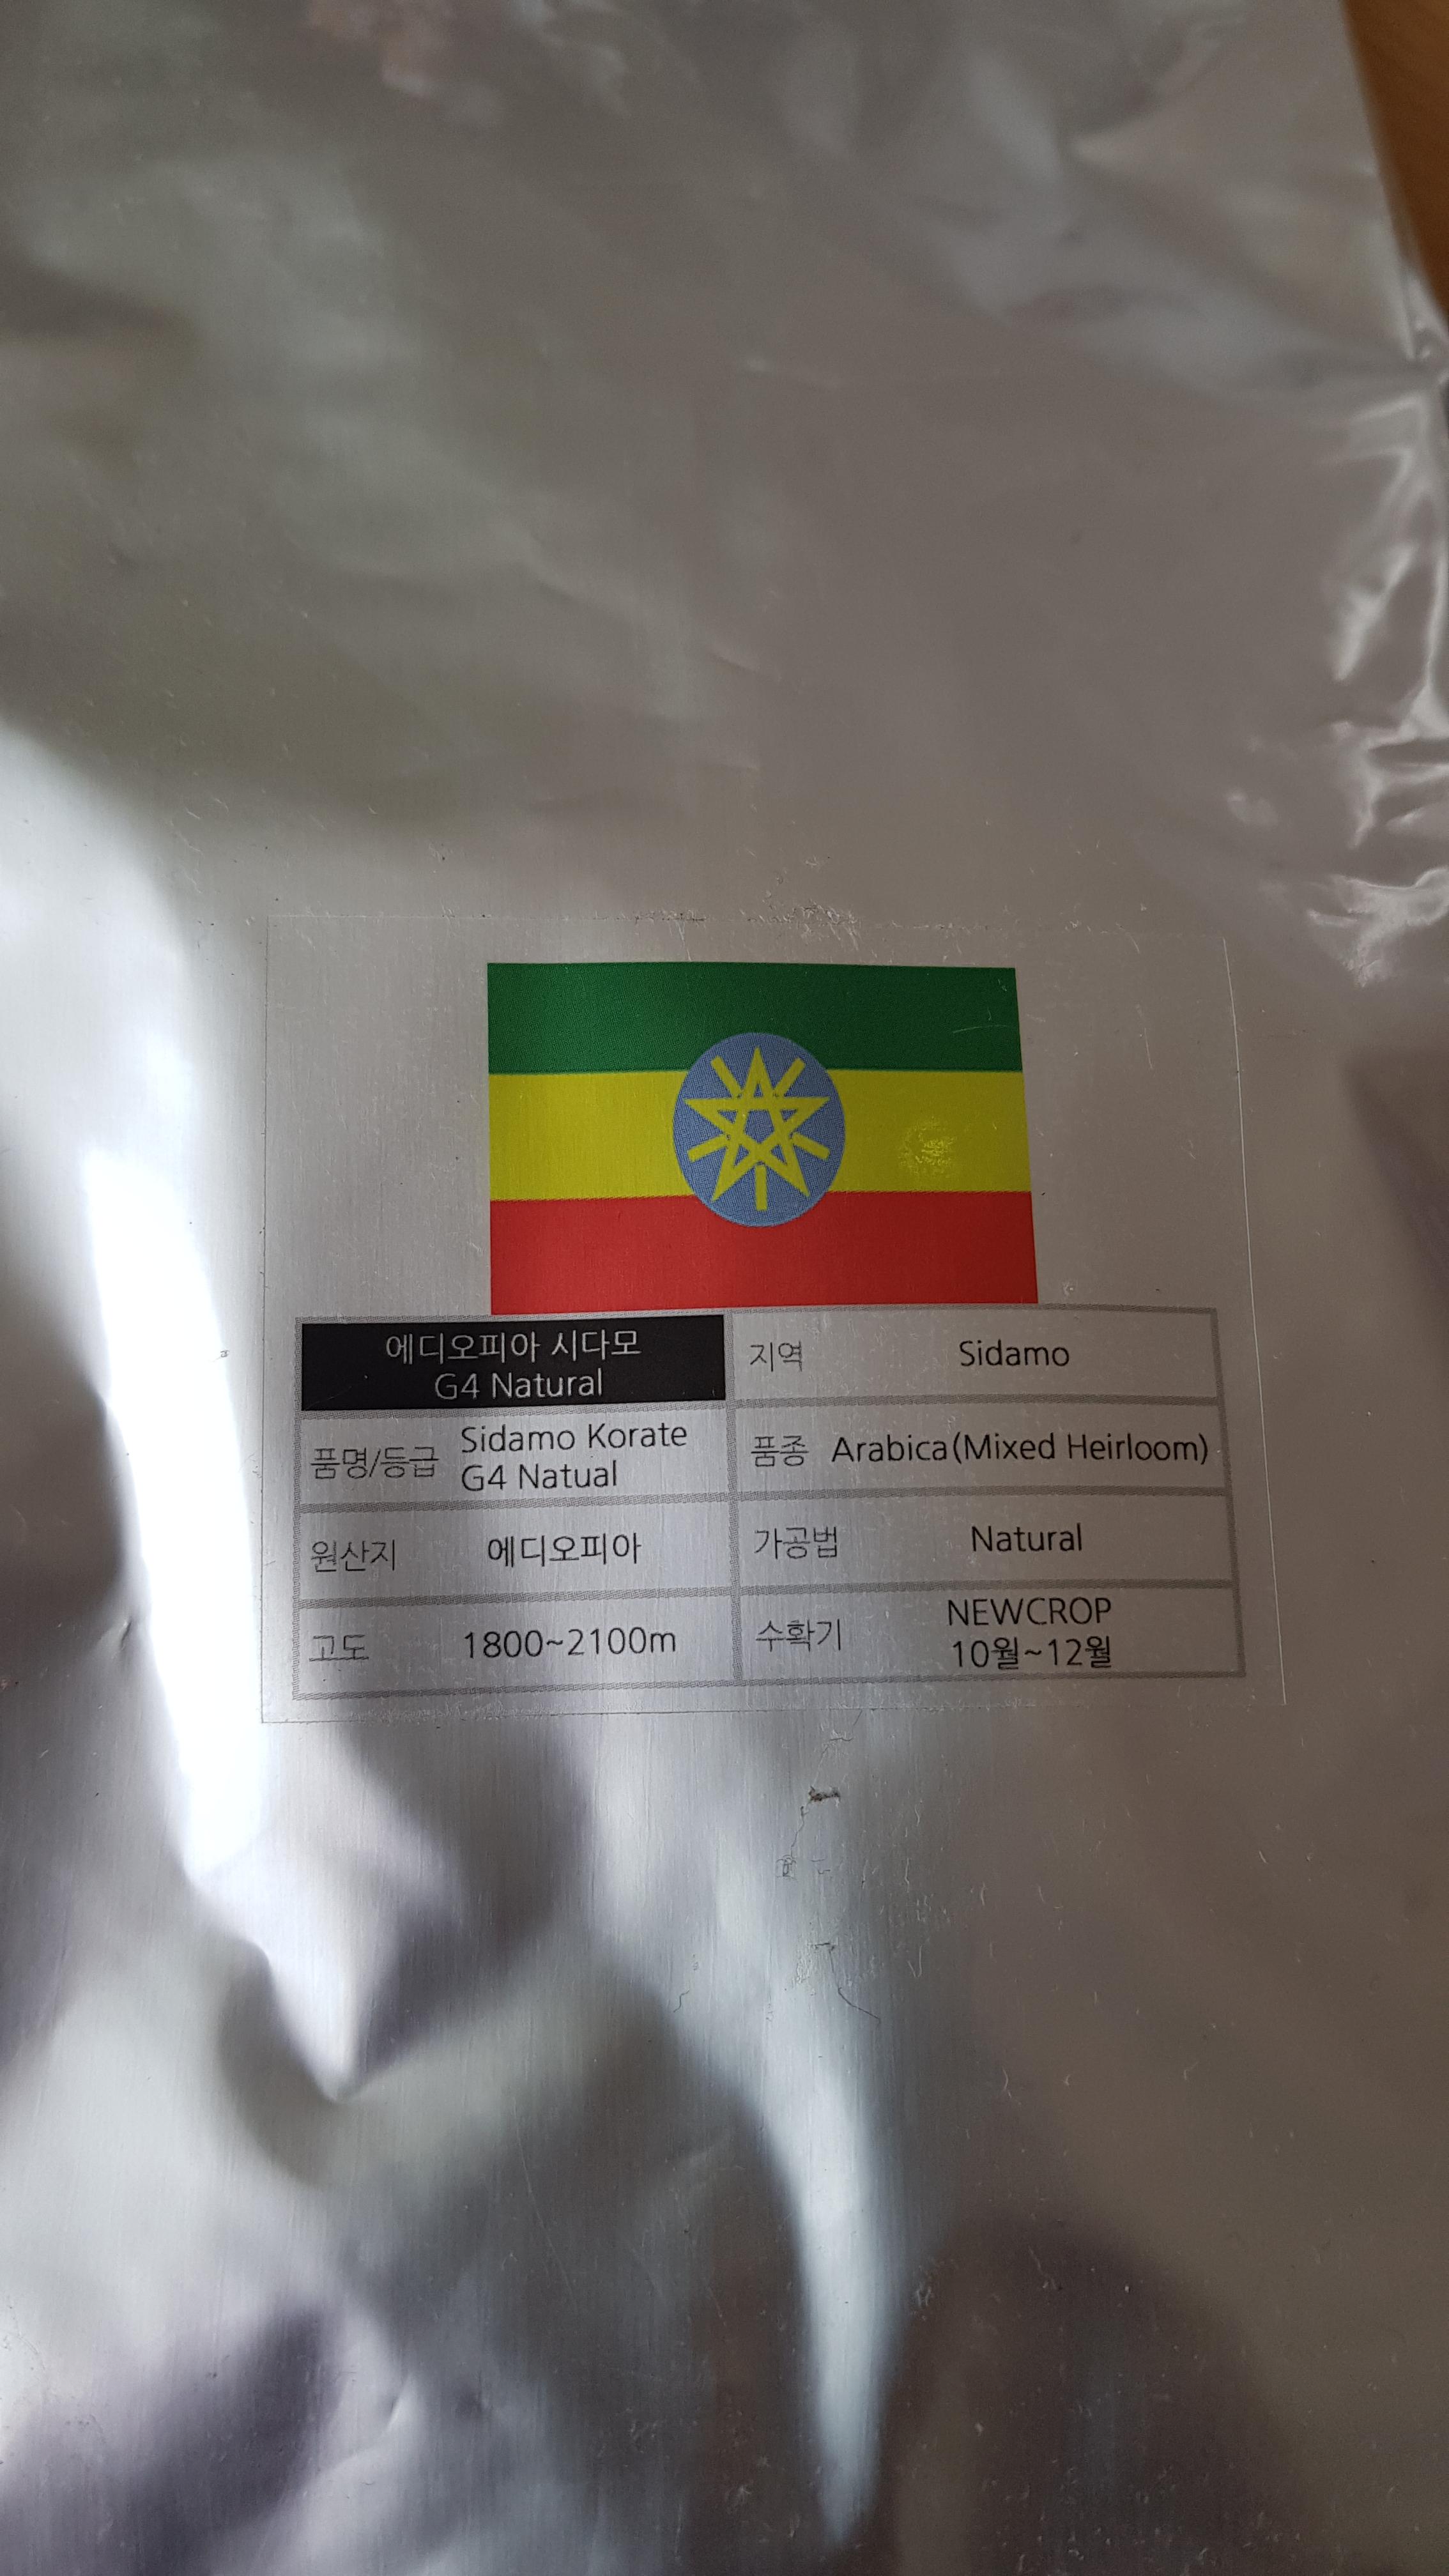 에디오피아 시다모
G4 Natural
지역 Sidamo
품명/등급 Sidamo Korate
G4 Natual
품종 Arabica(Mixed Heirloom)
원산지 에디오피아
가공법 Natural
고도 1800~2100m
수확기 NEWCROP
10월~12월